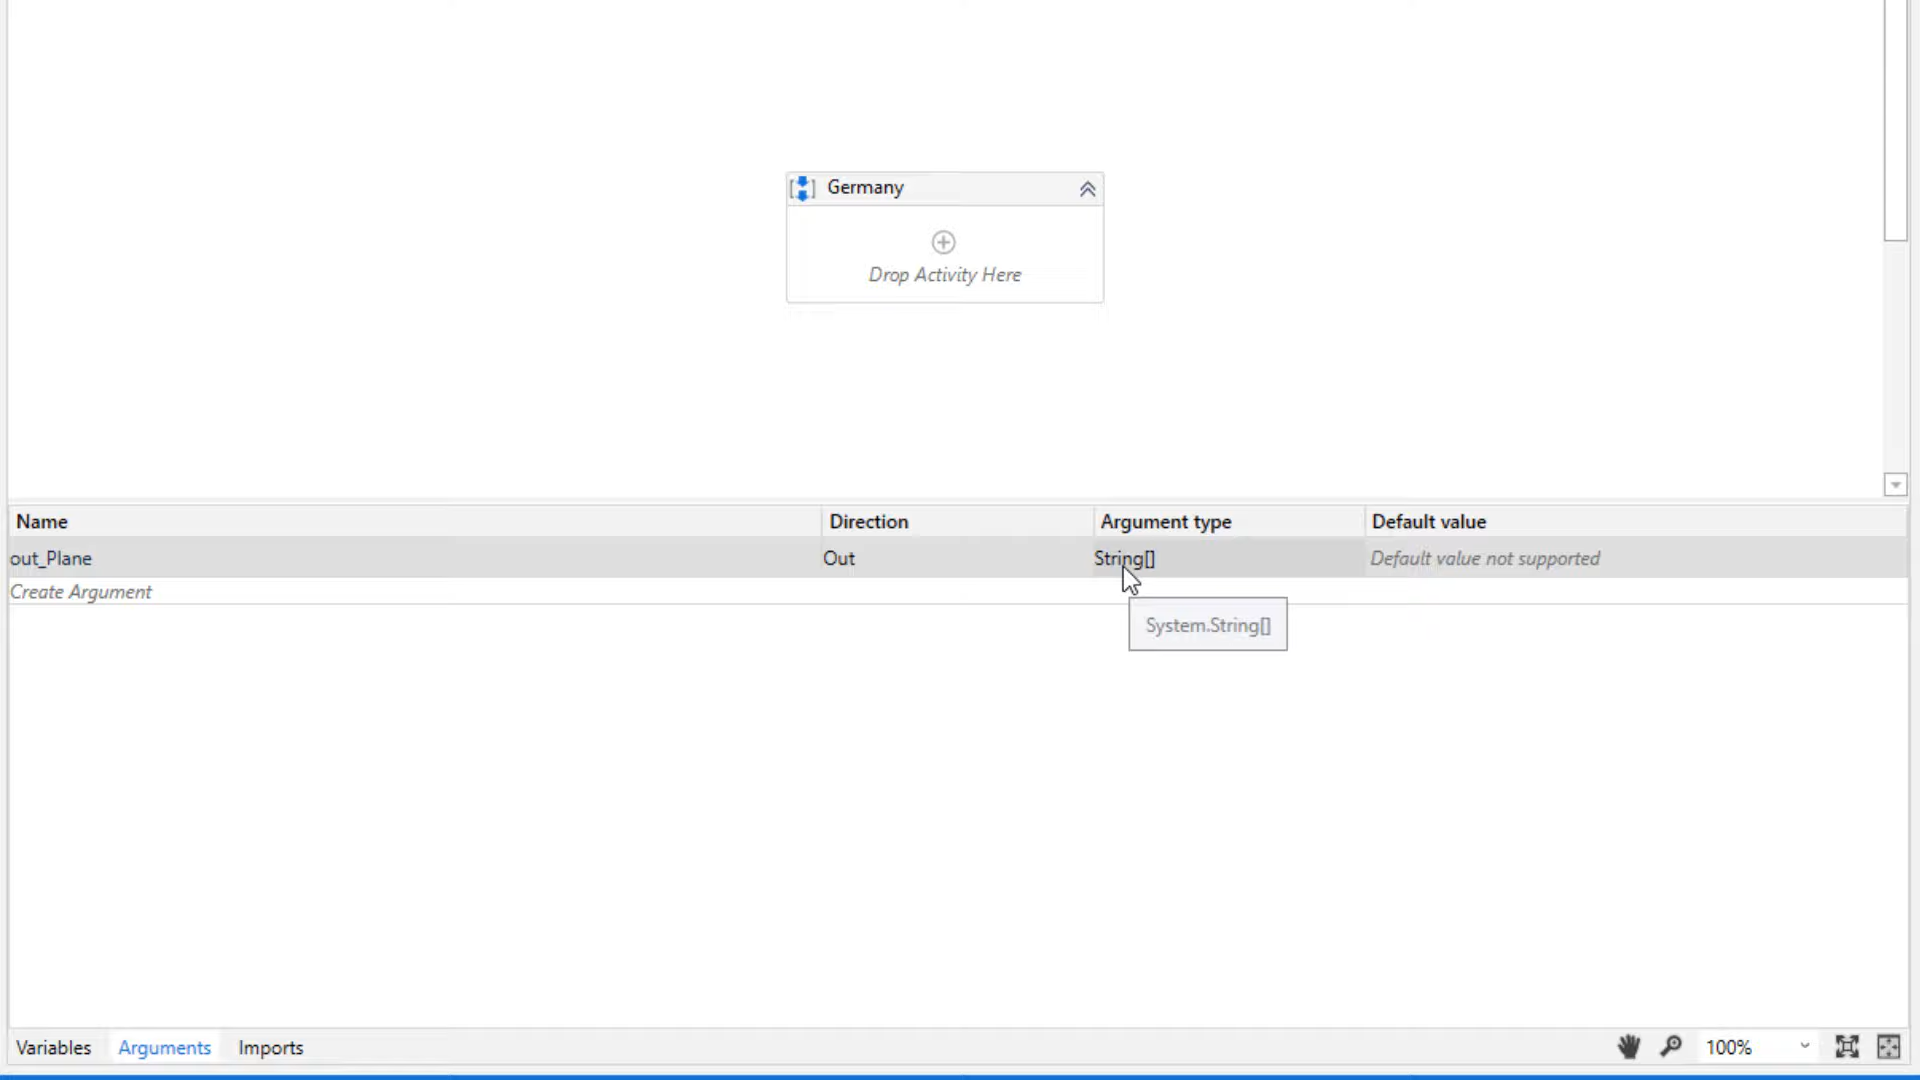 Germany
Drop Activity Here
Name Direction Argument type Default value
out_Plane Out String[] Default value not supported
Create Argument
System.String[]
Variables Arguments Imports 100%